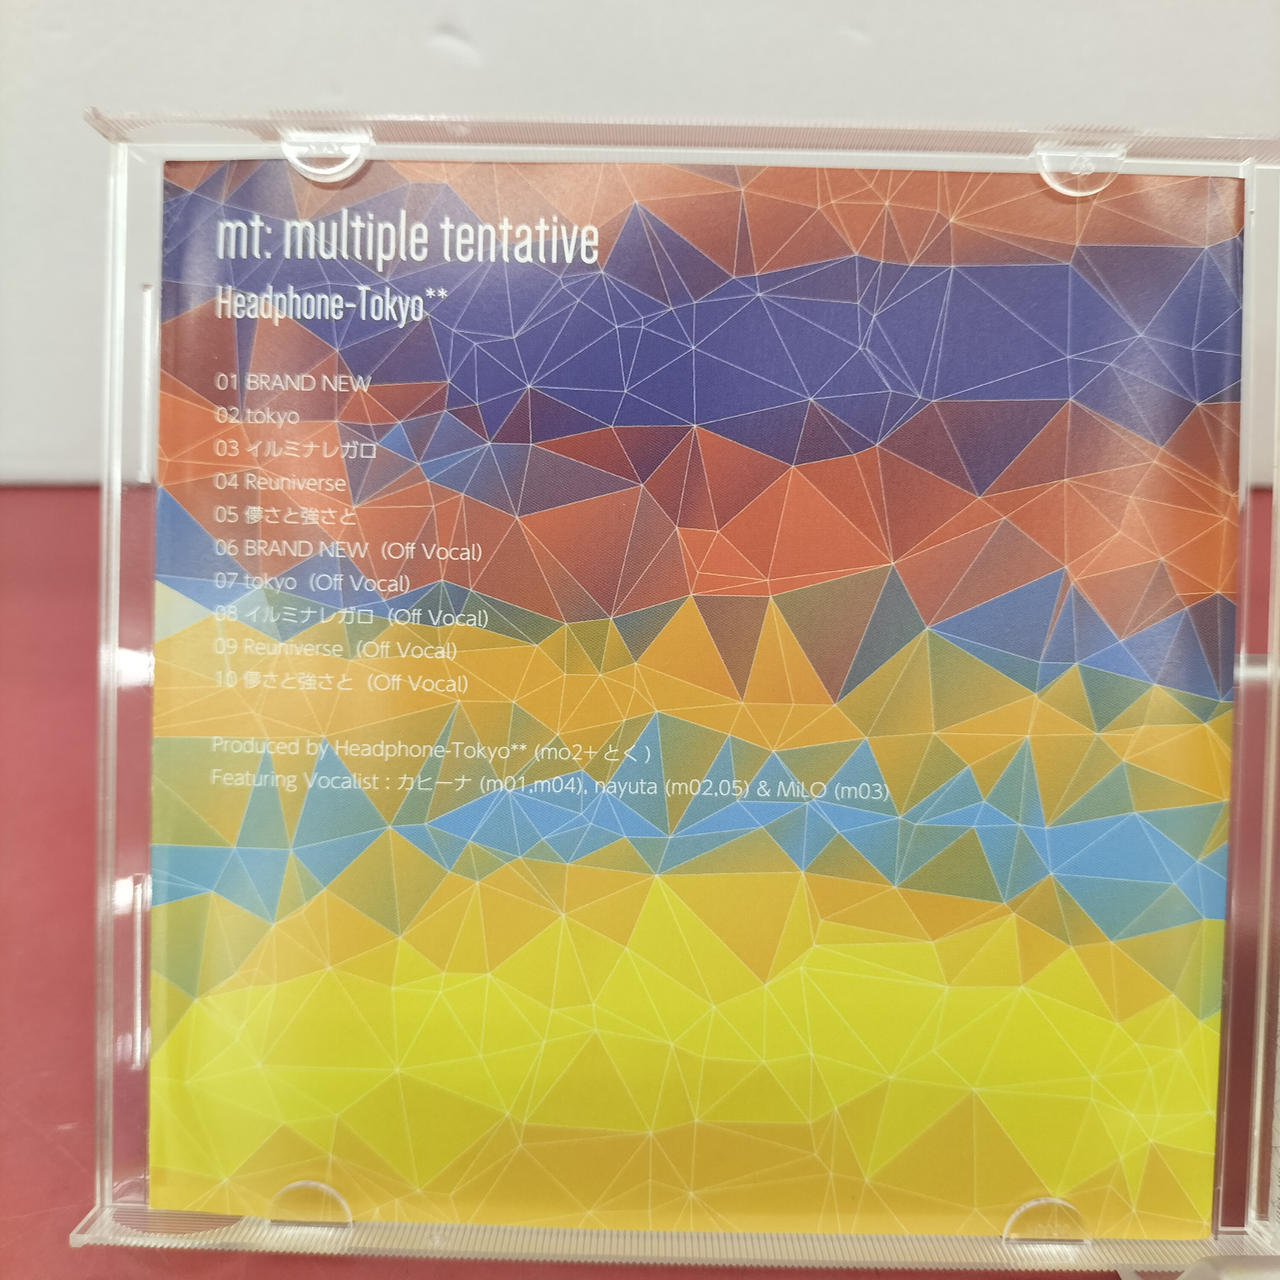 mt: multiple tentative
Headphone-Tokyo**
01 BRAND NEW
02 tokyo
03 イルミナレガロ
04 Reuniverse
05 儚さと強さと
06 BRAND NEW (Off Vocal)
07 tokyo (Off Vocal)
08 イルミナレガロ (Off Vocal)
09 Reuniverse (Off Vocal)
10 儚さと強さと (Off Vocal)
Produced by Headphone-Tokyo** (mo2+ とく )
Featuring Vocalist : カヒーナ (m01,m04), nayuta (m02,05) & MiLO (m03)